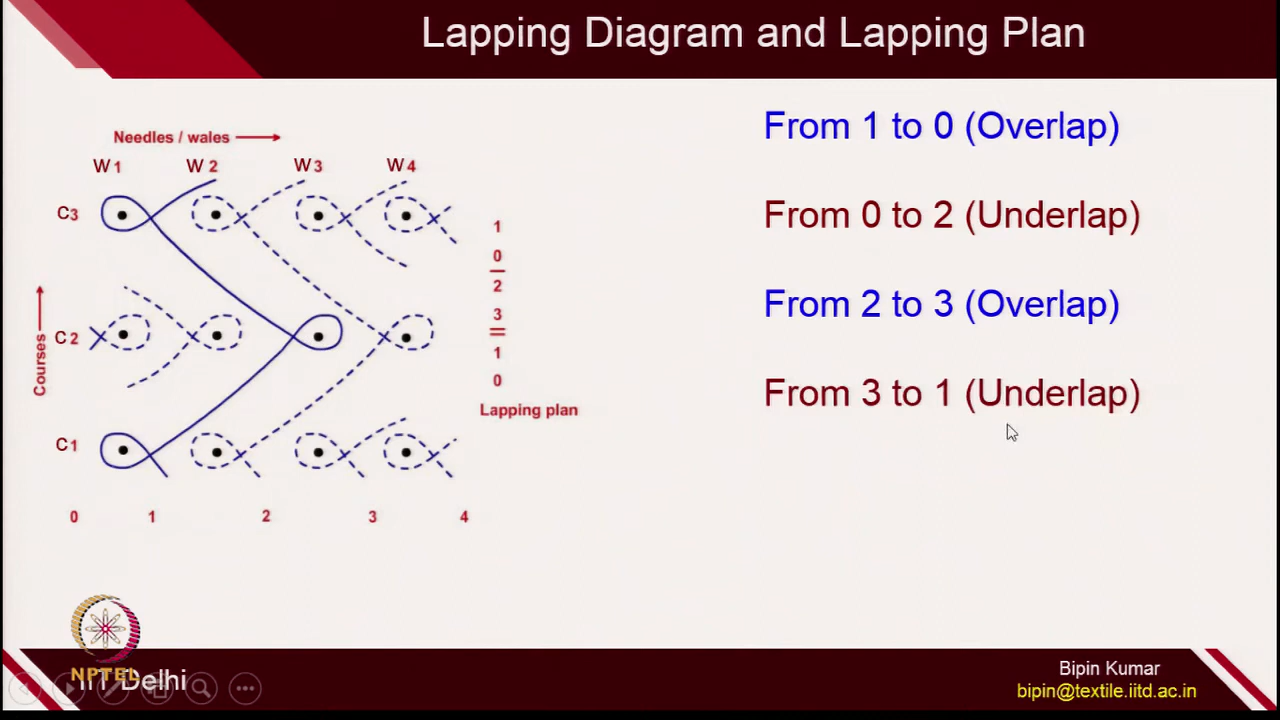 Lapping Diagram and Lapping Plan
Needles / wales
W 1 W 2 W 3 W 4
C3
C 2
C1
Courses
0 1 2 3 4
1
0
2
3
1
0
Lapping plan
From 1 to 0 (Overlap)
From 0 to 2 (Underlap)
From 2 to 3 (Overlap)
From 3 to 1 (Underlap)
NPTEL
IIT Delhi
Bipin Kumar
bipin@textile.iitd.ac.in